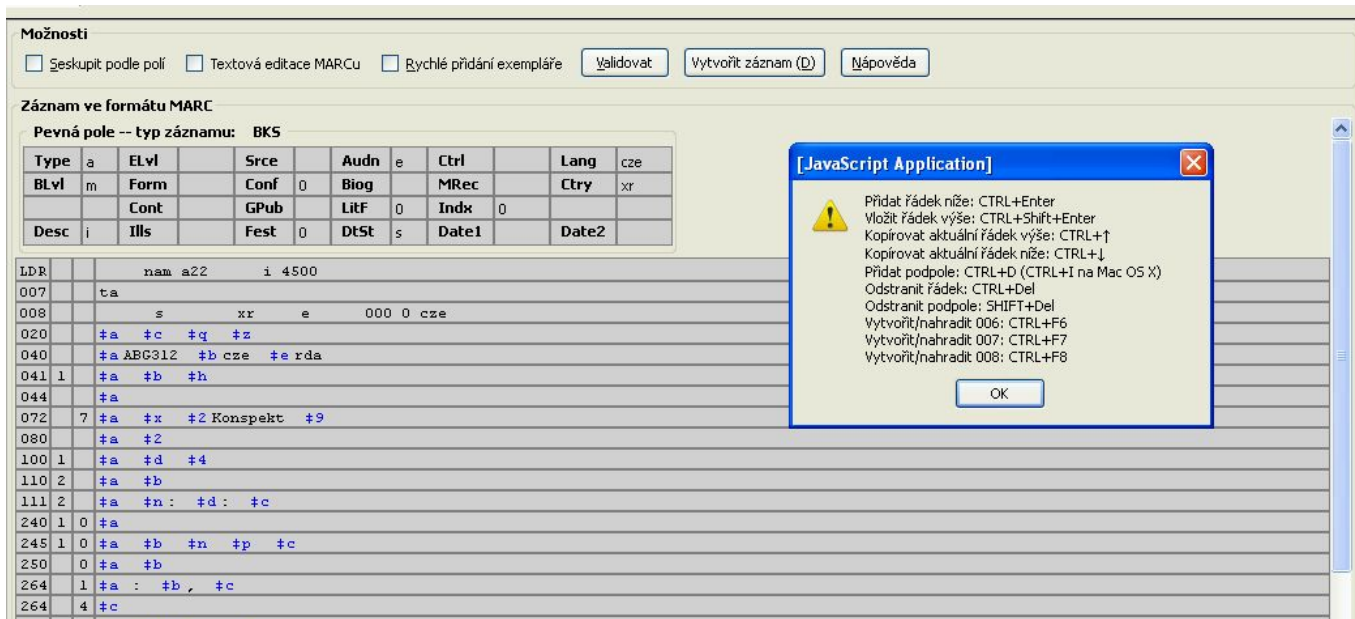 Možnosti
Seskupit podle polí Textová editace MARCu Rychlé přidání exempláře Validovat Vytvořit záznam (D) Nápověda
Záznam ve formátu MARC
Pevná pole -- typ záznamu: BKS
Type a ELvl Srce Audn e Ctrl Lang cze
BLvl m Form Conf 0 Biog MRec Ctry xr
Cont GPub LitF 0 Indx 0
Desc i Ills Fest 0 DtSt s Date1 Date2
LDR nam a22 i 4500
007 ta
008 s xr e 000 0 cze
020 ‡a ‡c ‡q ‡z
040 ‡a ABG312 ‡b cze ‡e rda
041 1 ‡a ‡b ‡h
044 ‡a
072 7 ‡a ‡x ‡2 Konspekt ‡9
080 ‡a ‡2
100 1 ‡a ‡d ‡4
110 2 ‡a ‡b
111 2 ‡a ‡n : ‡d : ‡c
240 1 0 ‡a
245 1 0 ‡a ‡b ‡n ‡p ‡c
250 0 ‡a ‡b
264 1 ‡a : ‡b , ‡c
264 4 ‡c
[JavaScript Application]
Přidat řádek níže: CTRL+Enter
Vložit řádek výše: CTRL+Shift+Enter
Kopírovat aktuální řádek výše: CTRL+↑
Kopírovat aktuální řádek níže: CTRL+↓
Přidat podpole: CTRL+D (CTRL+I na Mac OS X)
Odstranit řádek: CTRL+Del
Odstranit podpole: SHIFT+Del
Vytvořit/nahradit 006: CTRL+F6
Vytvořit/nahradit 007: CTRL+F7
Vytvořit/nahradit 008: CTRL+F8
OK